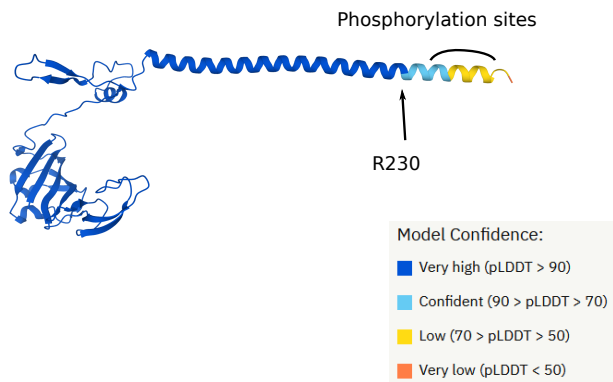 Phosphorylation sites
R230
Model Confidence:
Very high (pLDDT > 90)
Confident (90 > pLDDT > 70)
Low (70 > pLDDT > 50)
Very low (pLDDT < 50)